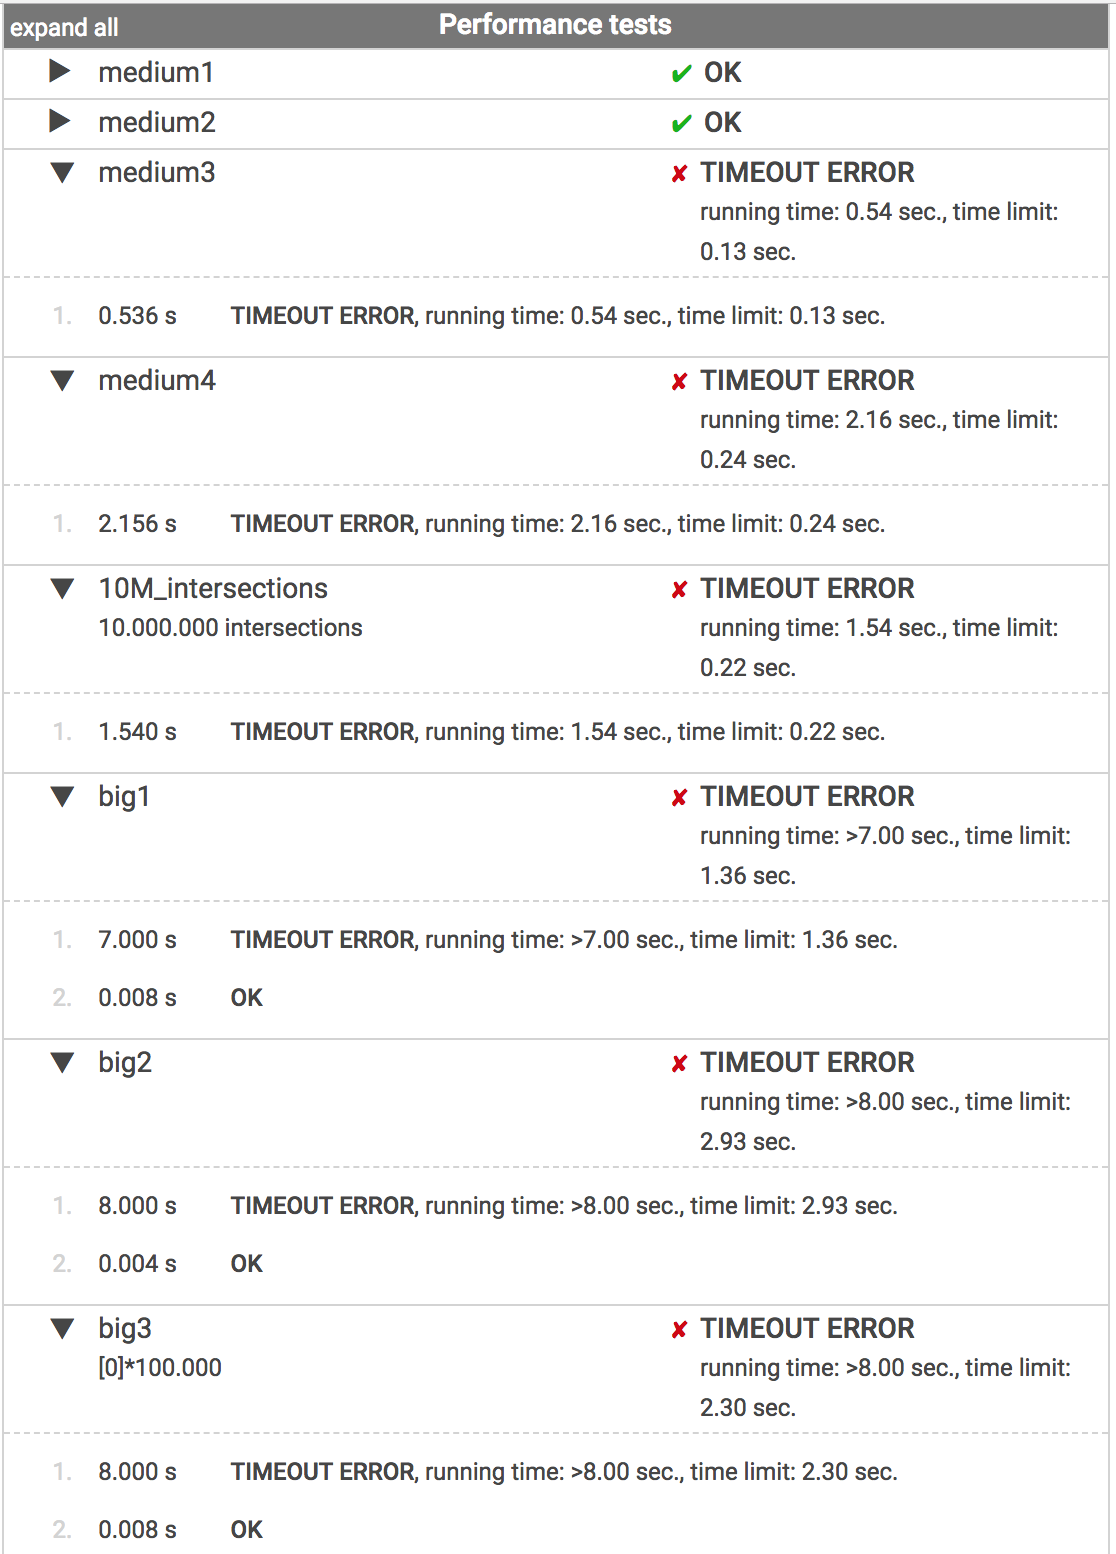 expand all Performance tests
medium1 ✔ OK
medium2 ✔ OK
medium3 ✘ TIMEOUT ERROR
running time: 0.54 sec., time limit:
0.13 sec.
1. 0.536 s TIMEOUT ERROR, running time: 0.54 sec., time limit: 0.13 sec.
medium4 ✘ TIMEOUT ERROR
running time: 2.16 sec., time limit:
0.24 sec.
1. 2.156 s TIMEOUT ERROR, running time: 2.16 sec., time limit: 0.24 sec.
10M_intersections ✘ TIMEOUT ERROR
10.000.000 intersections running time: 1.54 sec., time limit:
0.22 sec.
1. 1.540 s TIMEOUT ERROR, running time: 1.54 sec., time limit: 0.22 sec.
big1 ✘ TIMEOUT ERROR
running time: >7.00 sec., time limit:
1.36 sec.
1. 7.000 s TIMEOUT ERROR, running time: >7.00 sec., time limit: 1.36 sec.
2. 0.008 s OK
big2 ✘ TIMEOUT ERROR
running time: >8.00 sec., time limit:
2.93 sec.
1. 8.000 s TIMEOUT ERROR, running time: >8.00 sec., time limit: 2.93 sec.
2. 0.004 s OK
big3 ✘ TIMEOUT ERROR
[0]*100.000 running time: >8.00 sec., time limit:
2.30 sec.
1. 8.000 s TIMEOUT ERROR, running time: >8.00 sec., time limit: 2.30 sec.
2. 0.008 s OK